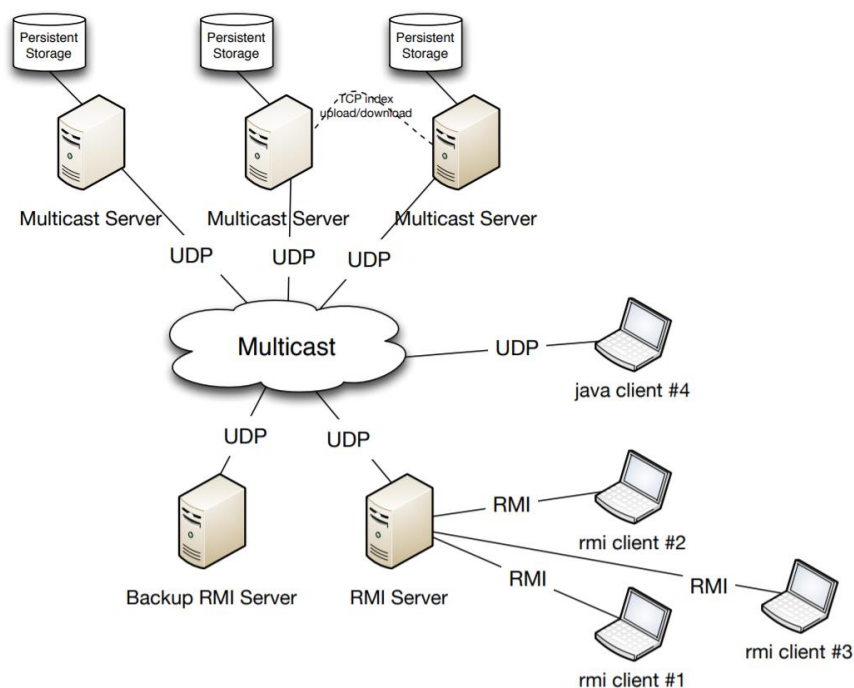 Persistent
Storage
Persistent
Storage
Persistent
Storage
TCP index
upload/download
Multicast Server
Multicast Server
Multicast Server
UDP
UDP
UDP
Multicast
UDP
java client #4
UDP
UDP
RMI
rmi client #2
Backup RMI Server
RMI Server
RMI
RMI
rmi client #3
rmi client #1